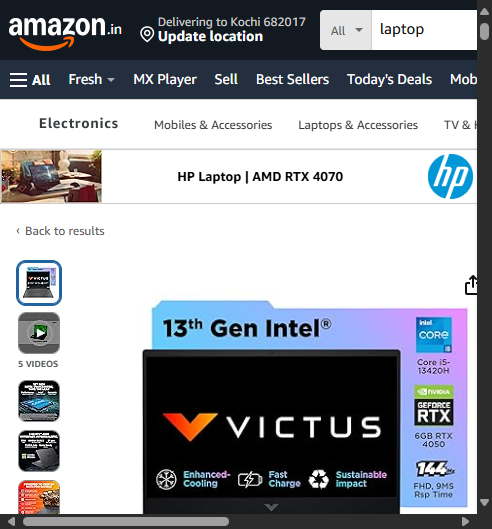 amazon.in
Delivering to Kochi 682017
Update location
All
laptop
All
Fresh
MX Player
Sell
Best Sellers
Today's Deals
Mob
Electronics
Mobiles & Accessories
Laptops & Accessories
TV &
HP Laptop | AMD RTX 4070
hp
‹ Back to results
5 VIDEOS
13th Gen Intel®
intel
CORE
i5
Core i5-
13420H
NVIDIA
GEFORCE
RTX
6GB RTX
4050
144Hz
FHD, 9MS
Rsp Time
VICTUS
Enhanced-
Cooling
Fast
Charge
Sustainable
impact